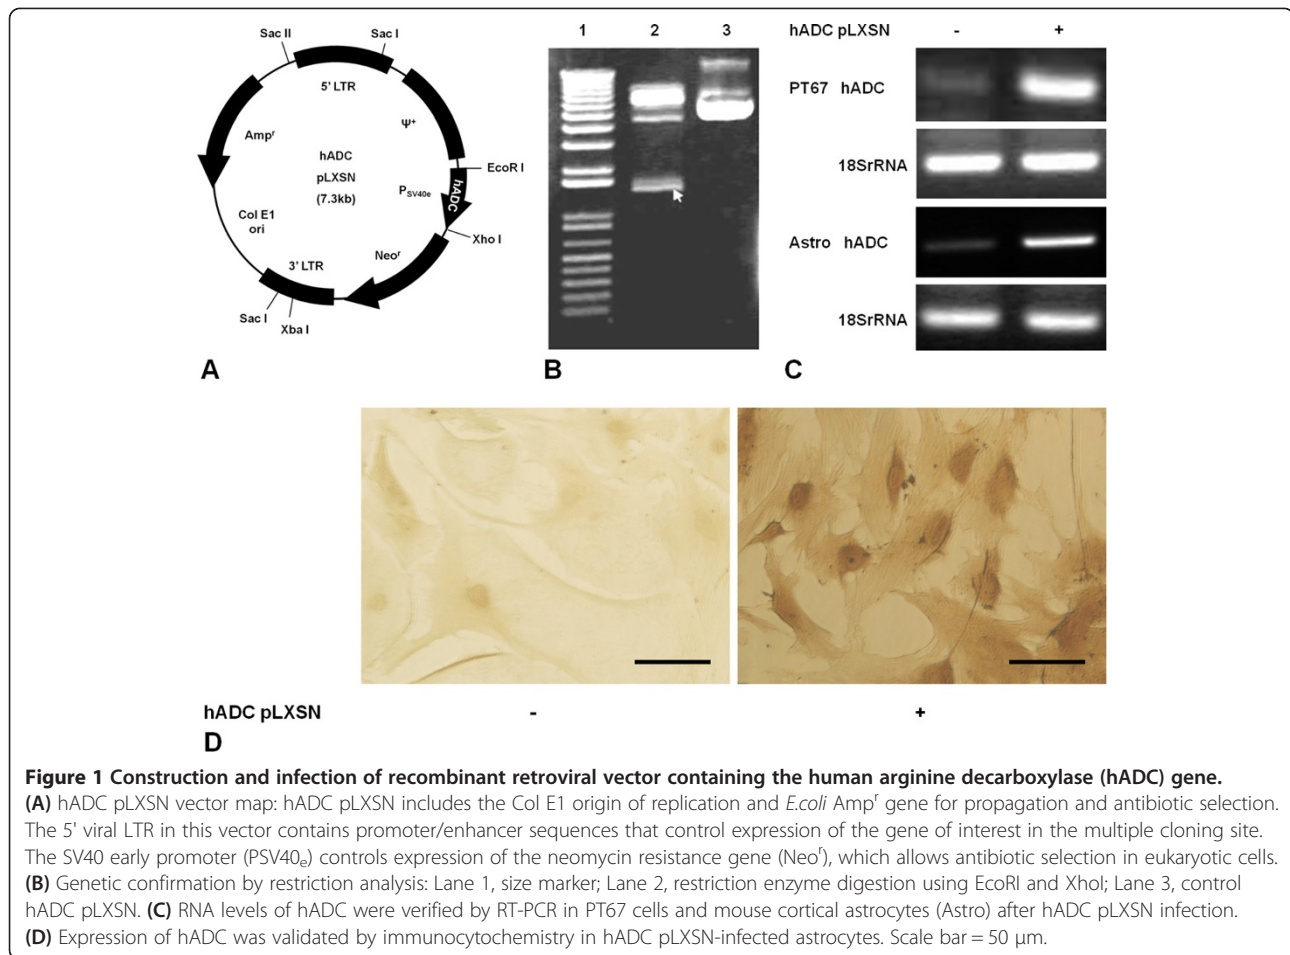 Sac II
Sac I
5' LTR
Ampʳ
Ψ⁺
hADC
pLXSN
(7.3kb)
EcoR I
P_SV40e
hADC
Xho I
Col E1
ori
Neoʳ
3' LTR
Sac I
Xba I
A
1 2 3
B
hADC pLXSN - +
PT67 hADC
18SrRNA
Astro hADC
18SrRNA
C
hADC pLXSN - +
D
Figure 1 Construction and infection of recombinant retroviral vector containing the human arginine decarboxylase (hADC) gene.
(A) hADC pLXSN vector map: hADC pLXSN includes the Col E1 origin of replication and E.coli Ampʳ gene for propagation and antibiotic selection.
The 5' viral LTR in this vector contains promoter/enhancer sequences that control expression of the gene of interest in the multiple cloning site.
The SV40 early promoter (PSV40ₑ) controls expression of the neomycin resistance gene (Neoʳ), which allows antibiotic selection in eukaryotic cells.
(B) Genetic confirmation by restriction analysis: Lane 1, size marker; Lane 2, restriction enzyme digestion using EcoRI and XhoI; Lane 3, control
hADC pLXSN. (C) RNA levels of hADC were verified by RT-PCR in PT67 cells and mouse cortical astrocytes (Astro) after hADC pLXSN infection.
(D) Expression of hADC was validated by immunocytochemistry in hADC pLXSN-infected astrocytes. Scale bar = 50 μm.